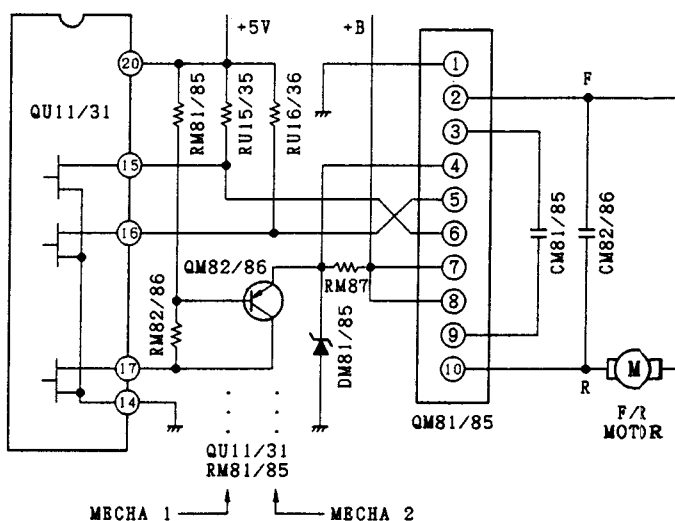 +5V
+B
20
1
QU11/31
RM81/85
RU15/35
RU16/36
2
F
3
15
4
5
16
6
CM81/85
CM82/86
QM82/86
7
RM87
8
RM82/86
DM81/85
9
17
10
M
14
R
QM81/85
F/R
MOTOR
QU11/31
RM81/85
MECHA 1
MECHA 2